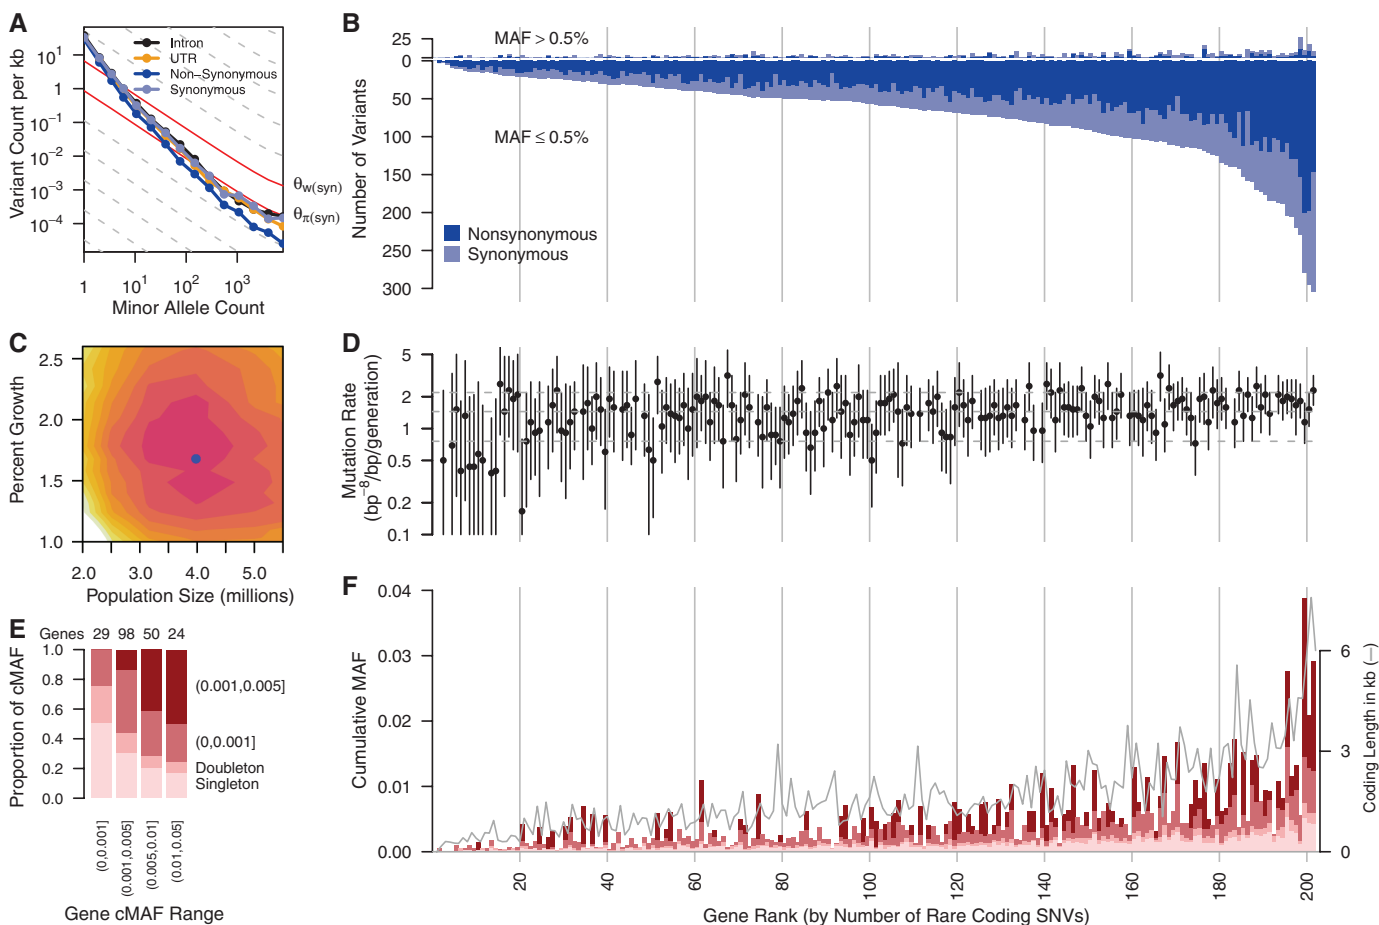 A
Variant Count per kb
10¹
1
10⁻¹
10⁻²
10⁻³
10⁻⁴
Intron
UTR
Non−Synonymous
Synonymous
θw(syn)
θπ(syn)
1
10¹
10²
10³
Minor Allele Count
B
Number of Variants
25
0
50
100
150
200
250
300
MAF > 0.5%
MAF ≤ 0.5%
Nonsynonymous
Synonymous
C
Percent Growth
2.5
2.0
1.5
1.0
2.0
3.0
4.0
5.0
Population Size (millions)
D
Mutation Rate
(bp⁻⁸/bp/generation)
5
2
1
0.5
0.2
0.1
E
Genes 29 98 50 24
Proportion of cMAF
1.0
0.8
0.6
0.4
0.2
0.0
(0.001,0.005]
(0,0.001]
Doubleton
Singleton
(0,0.001]
(0.001,0.005]
(0.005,0.01]
(0.01,0.05]
Gene cMAF Range
F
Cumulative MAF
0.04
0.03
0.02
0.01
0.00
6
3
0
Coding Length in kb (—)
20
40
60
80
100
120
140
160
180
200
Gene Rank (by Number of Rare Coding SNVs)